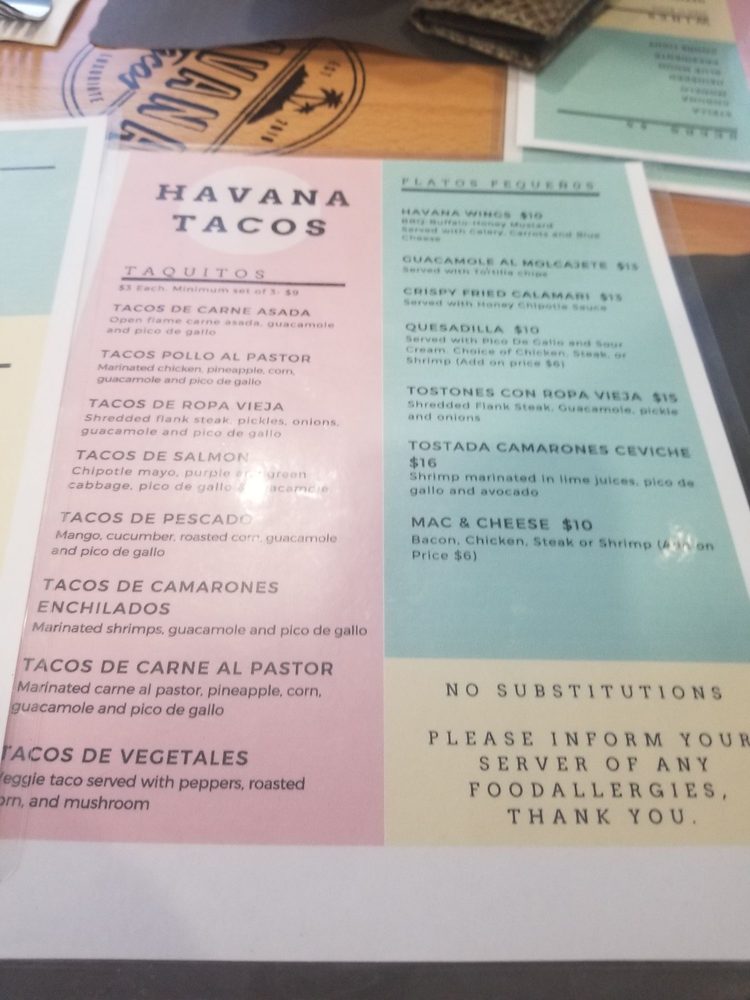 HAVANA
TACOS
TAQUITOS
$3 Each. Minimum set of 3- $9
TACOS DE CARNE ASADA
Open flame carne asada, guacamole
and pico de gallo
TACOS POLLO AL PASTOR
Marinated chicken, pineapple, corn,
guacamole and pico de gallo
TACOS DE ROPA VIEJA
Shredded flank steak, pickles, onions,
guacamole and pico de gallo
TACOS DE SALMON
Chipotle mayo, purple and green
cabbage, pico de gallo &
TACOS DE PESCADO
Mango, cucumber, roasted corn, guacamole
and pico de gallo
TACOS DE CAMARONES
ENCHILADOS
Marinated shrimps, guacamole and pico de gallo
TACOS DE CARNE AL PASTOR
Marinated carne al pastor, pineapple, corn,
guacamole and pico de gallo
TACOS DE VEGETALES
Veggie taco served with peppers, roasted
corn, and mushroom
PLATOS PEQUEÑOS
HAVANA WINGS $10
BBQ-Buffalo-Honey Mustard
Served with Celery, Carrots and Blue
Cheese
GUACAMOLE AL MOLCAJETE $15
Served with Tortilla chips
CRISPY FRIED CALAMARI $15
Served with Honey Chipotle Sauce
QUESADILLA $10
Served with Pico De Gallo and Sour
Cream. Choice of Chicken, Steak, or
Shrimp (Add on price $6)
TOSTONES CON ROPA VIEJA $15
Shredded Flank Steak, Guacamole, pickle
and onions
TOSTADA CAMARONES CEVICHE
$16
Shrimp marinated in lime juices, pico de
gallo and avocado
MAC & CHEESE $10
Bacon, Chicken, Steak or Shrimp (Add on
Price $6)
NO SUBSTITUTIONS
PLEASE INFORM YOUR
SERVER OF ANY
FOODALLERGIES,
THANK YOU.